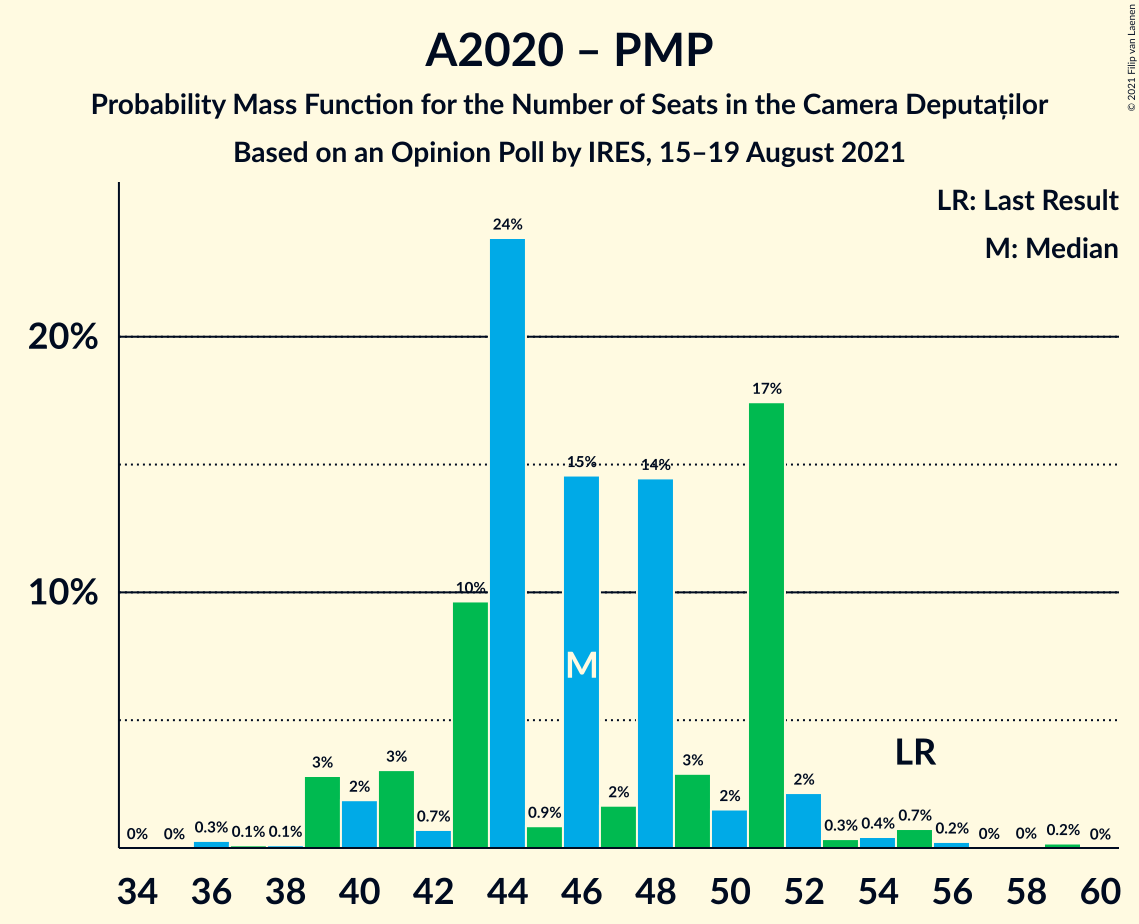 A2020 – PMP
Probability Mass Function for the Number of Seats in the Camera Deputaților
Based on an Opinion Poll by IRES, 15–19 August 2021
© 2021 Filip van Laenen
LR: Last Result
M: Median
20%
10%
0% 0% 0.3% 0.1% 0.1% 3% 2% 3% 0.7% 10% 24% 0.9% 15% 2% 14% 3% 2% 17% 2% 0.3% 0.4% 0.7% 0.2% 0% 0% 0.2% 0%
M
LR
34 36 38 40 42 44 46 48 50 52 54 56 58 60